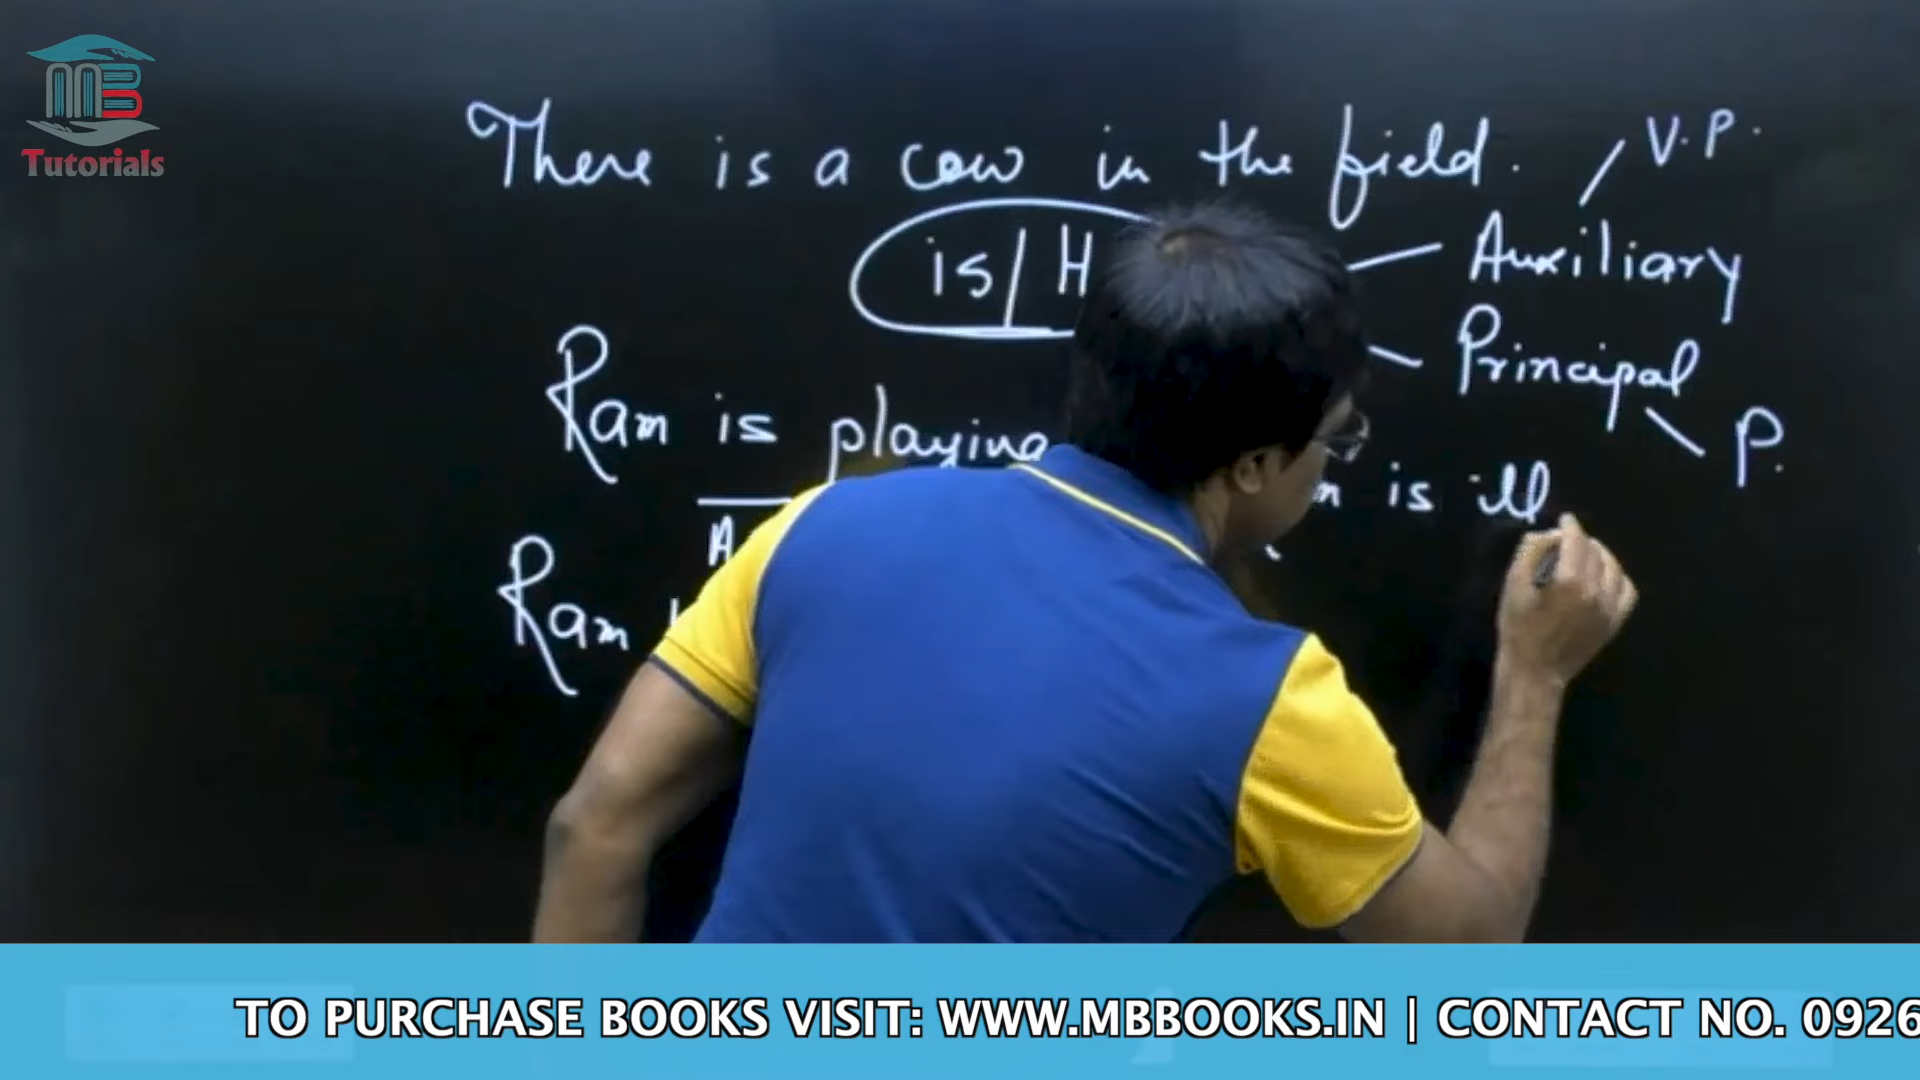 MB
Tutorials
There is a cow in the field.
V.P.
is/H
Auxiliary
Principal
P.
Ram is playing
is ill
A
Ram
TO PURCHASE BOOKS VISIT: WWW.MBBOOKS.IN | CONTACT NO. 0926